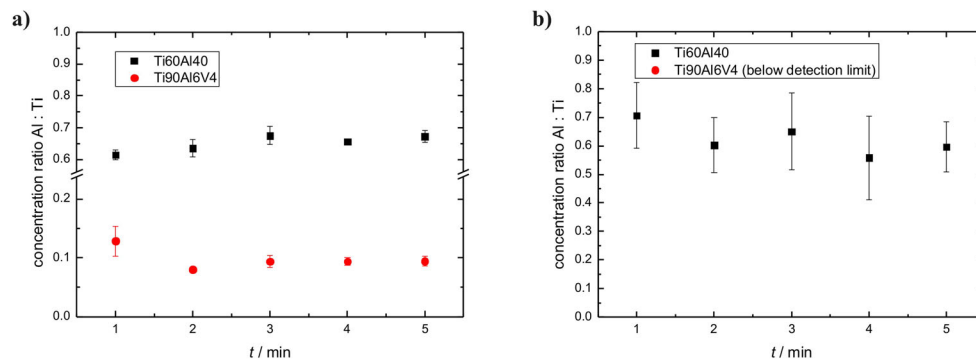 a)
1.0
0.9
0.8
0.7
0.6
0.2
0.1
0.0
concentration ratio Al : Ti
Ti60Al40
Ti90Al6V4
1 2 3 4 5
t / min
b)
1.0
0.9
0.8
0.7
0.6
0.5
0.4
0.3
0.2
0.1
0.0
concentration ratio Al : Ti
Ti60Al40
Ti90Al6V4 (below detection limit)
1 2 3 4 5
t / min